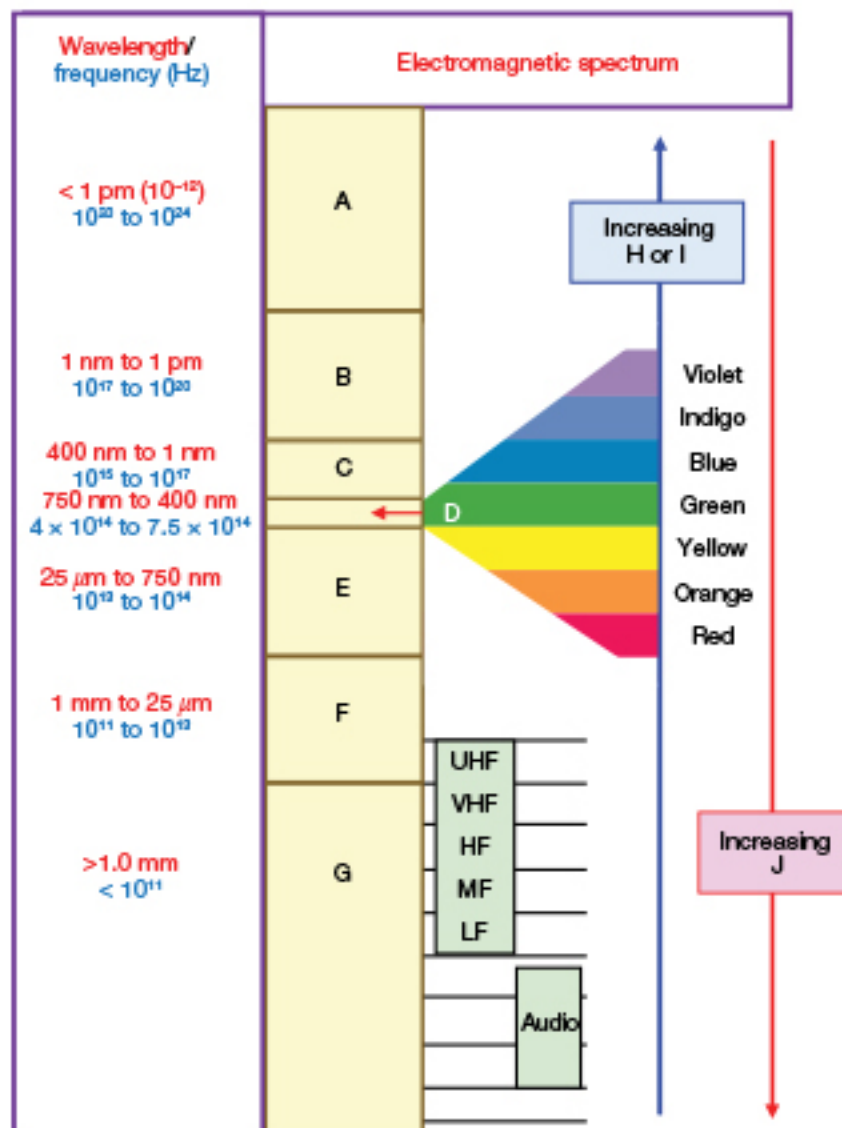 Wavelength/
frequency (Hz)
Electromagnetic spectrum
< 1 pm (10⁻¹²)
10²⁰ to 10²⁴
A
Increasing
H or I
1 nm to 1 pm
10¹⁷ to 10²⁰
B
Violet
Indigo
400 nm to 1 nm
10¹⁵ to 10¹⁷
C
Blue
750 nm to 400 nm
4 × 10¹⁴ to 7.5 × 10¹⁴
D
Green
Yellow
25 μm to 750 nm
10¹³ to 10¹⁴
E
Orange
Red
1 mm to 25 μm
10¹¹ to 10¹³
F
UHF
VHF
HF
MF
LF
>1.0 mm
< 10¹¹
G
Increasing
J
Audio